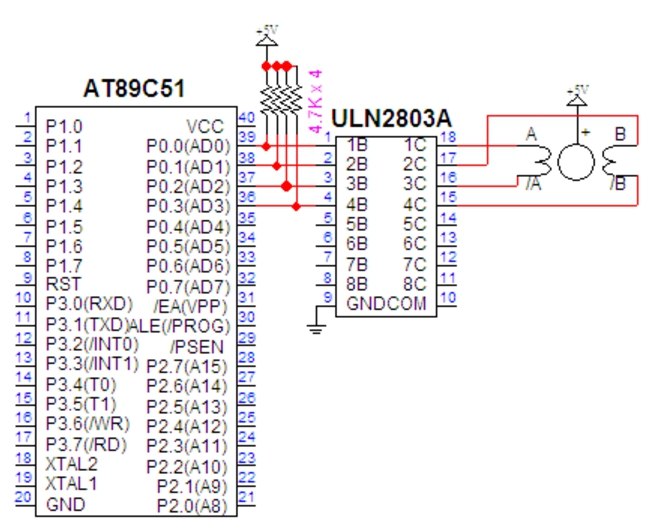 +5V
AT89C51
4.7K x 4
ULN2803A
+5V
1 P1.0 VCC 40
2 P1.1 P0.0(AD0) 39
3 P1.2 P0.1(AD1) 38
4 P1.3 P0.2(AD2) 37
5 P1.4 P0.3(AD3) 36
6 P1.5 P0.4(AD4) 35
7 P1.6 P0.5(AD5) 34
8 P1.7 P0.6(AD6) 33
9 RST P0.7(AD7) 32
10 P3.0(RXD) /EA(VPP) 31
11 P3.1(TXD) ALE(/PROG) 30
12 P3.2(/INT0) /PSEN 29
13 P3.3(/INT1) P2.7(A15) 28
14 P3.4(T0) P2.6(A14) 27
15 P3.5(T1) P2.5(A13) 26
16 P3.6(/WR) P2.4(A12) 25
17 P3.7(/RD) P2.3(A11) 24
18 XTAL2 P2.2(A10) 23
19 XTAL1 P2.1(A9) 22
20 GND P2.0(A8) 21
1 1B 1C 18
2 2B 2C 17
3 3B 3C 16
4 4B 4C 15
5 5B 5C 14
6 6B 6C 13
7 7B 7C 12
8 8B 8C 11
9 GND COM 10
A + B
/A /B